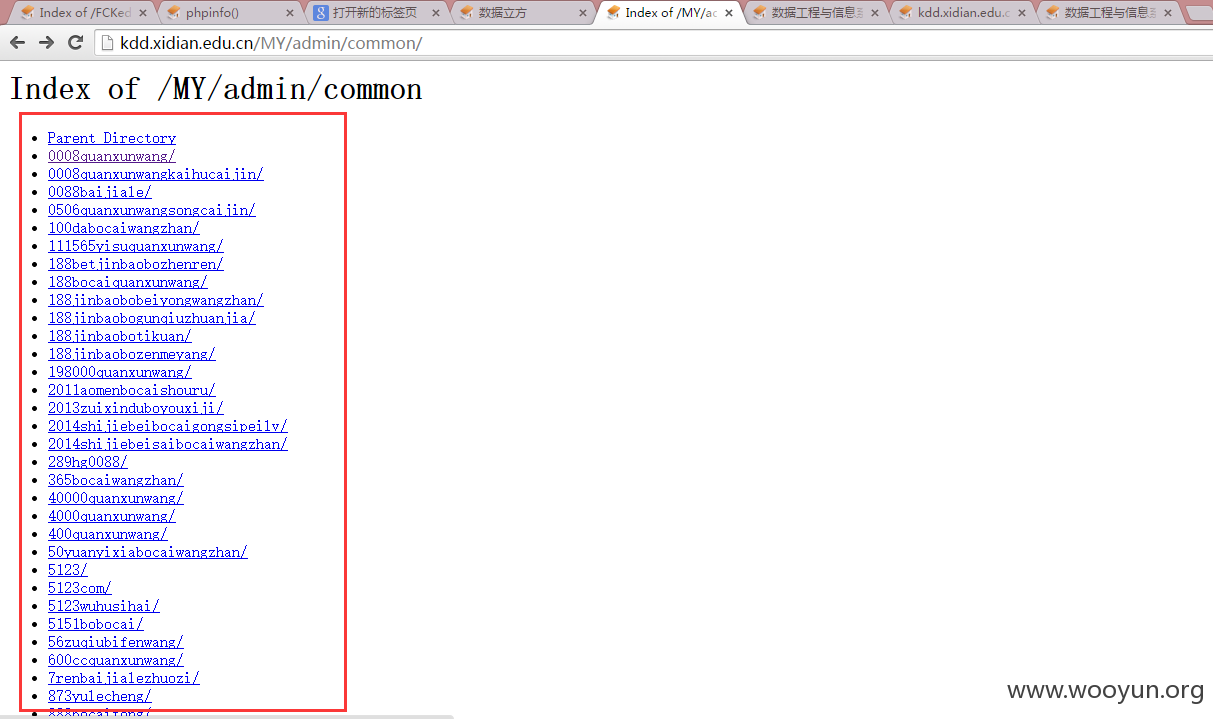 Index of /FCKed
phpinfo()
打开新的标签页
数据立方
Index of /MY/ac
数据工程与信息系
kdd.xidian.edu.c
数据工程与信息系
kdd.xidian.edu.cn/MY/admin/common/
Index of /MY/admin/common
Parent Directory
0008quanxunwang/
0008quanxunwangkaihucaijin/
0088baijiale/
0506quanxunwangsongcaijin/
100dabocaiwangzhan/
111565yisuquanxunwang/
188betjinbaobozhenren/
188bocaiquanxunwang/
188jinbaobobeiyongwangzhan/
188jinbaobogunqiuzhuanjia/
188jinbaobotikuan/
188jinbaobozenmeyang/
198000quanxunwang/
2011aomenbocaishouru/
2013zuixinduboyouxiji/
2014shijiebeibocaigongsipeilv/
2014shijiebeisaibocaiwangzhan/
289hg0088/
365bocaiwangzhan/
40000quanxunwang/
4000quanxunwang/
400quanxunwang/
50yuanyixiabocaiwangzhan/
5123/
5123com/
5123wuhusihai/
5151bobocai/
56zuqiubifenwang/
600ccquanxunwang/
7renbaijialezhuozi/
873yulecheng/
888bocaitong/
www.wooyun.org